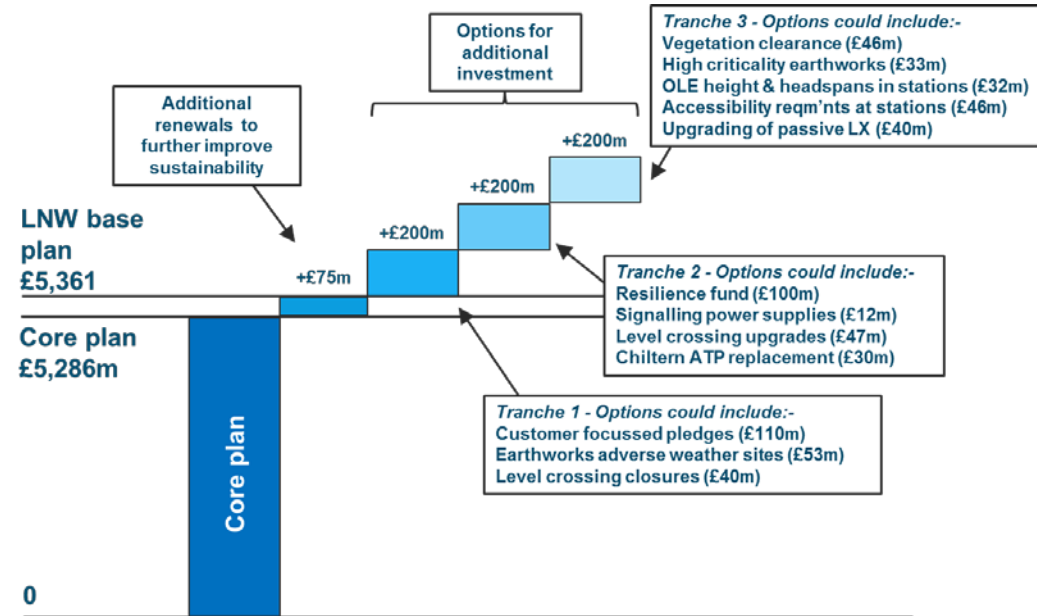 Tranche 3 - Options could include:-
Vegetation clearance (£46m)
High criticality earthworks (£33m)
OLE height & headspans in stations (£32m)
Accessibility reqm'nts at stations (£46m)
Upgrading of passive LX (£40m)
Options for
additional
investment
Additional
renewals to
further improve
sustainability
+£200m
+£200m
+£200m
+£75m
LNW base
plan
£5,361
Tranche 2 - Options could include:-
Resilience fund (£100m)
Signalling power supplies (£12m)
Level crossing upgrades (£47m)
Chiltern ATP replacement (£30m)
Core plan
£5,286m
Tranche 1 - Options could include:-
Customer focussed pledges (£110m)
Earthworks adverse weather sites (£53m)
Level crossing closures (£40m)
Core plan
0